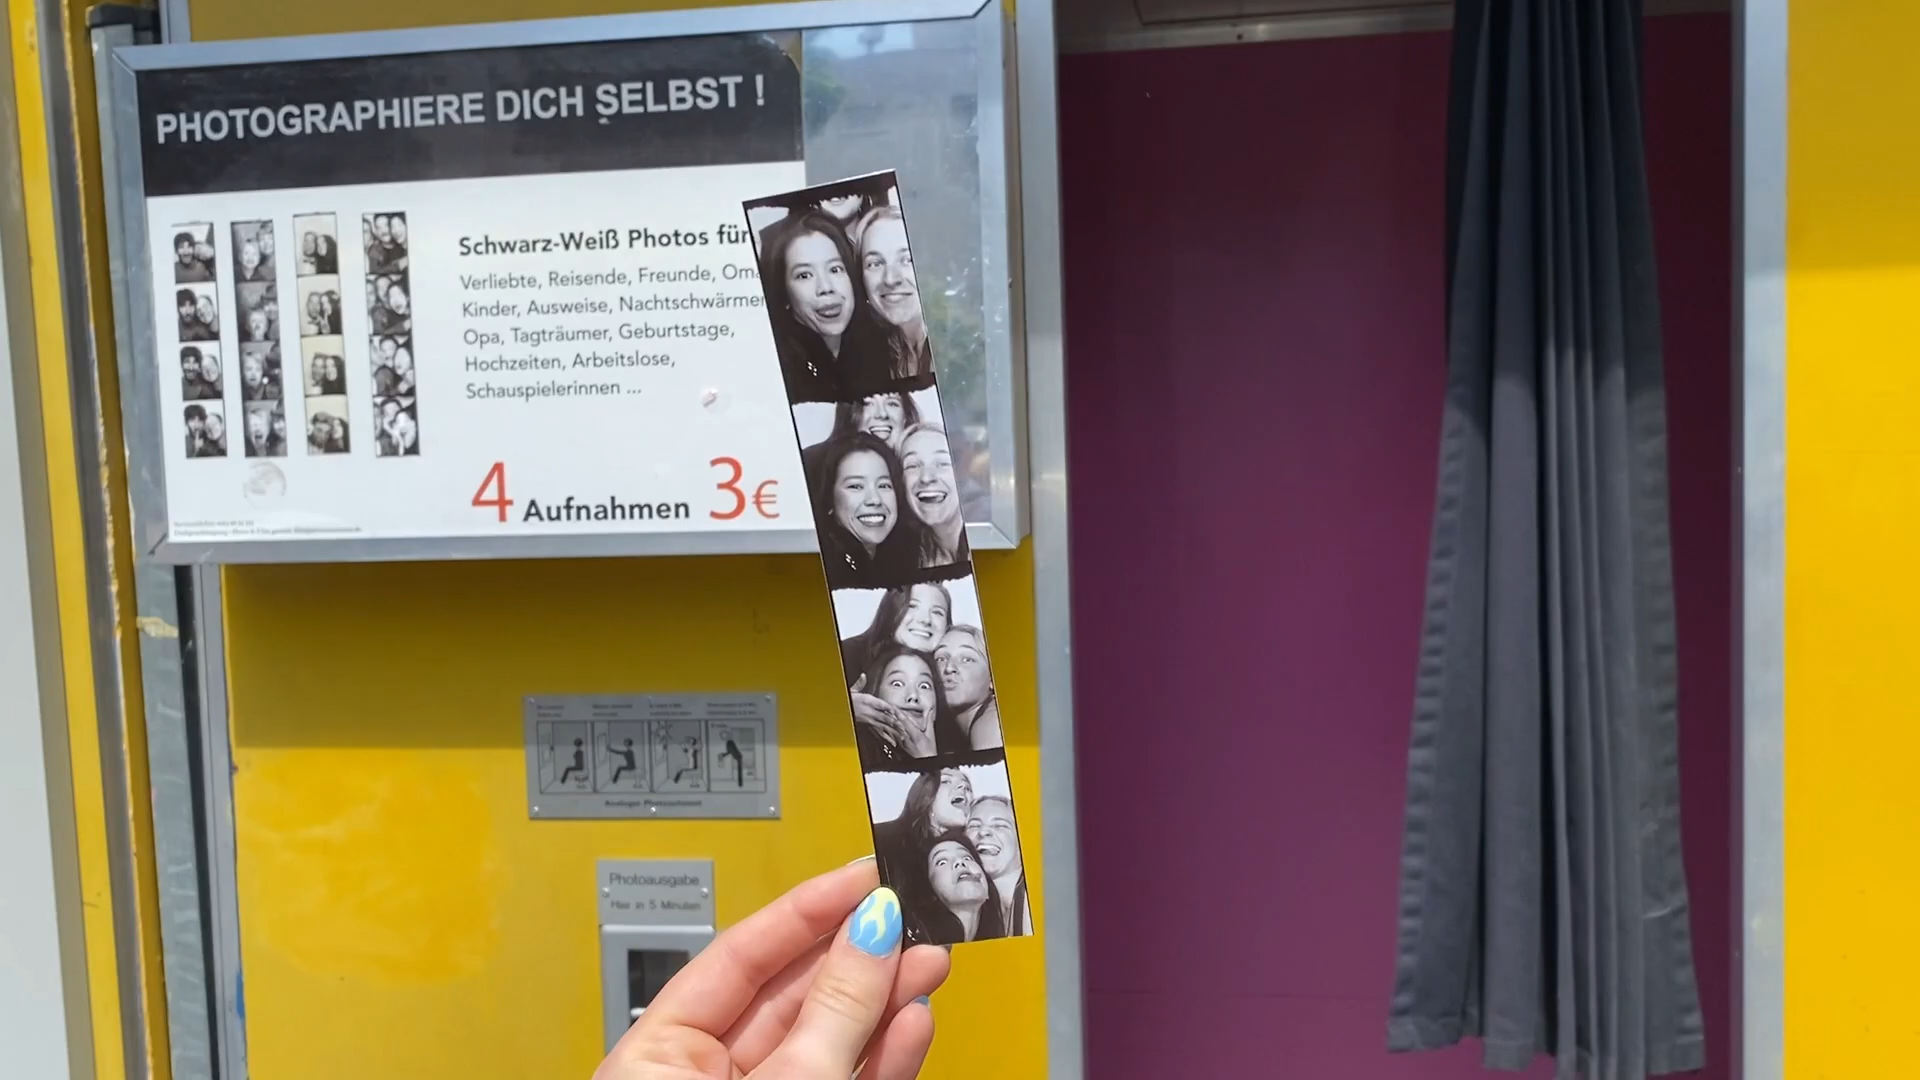 PHOTOGRAPHIERE DICH SELBST !
Schwarz-Weiß Photos für
Verliebte, Reisende, Freunde,
Kinder, Ausweise, Nachtschwärmer
Opa, Tagträumer, Geburtstage,
Hochzeiten, Arbeitslose,
Schauspielerinnen ...
4 Aufnahmen 3€
Photoausgabe
Hier in 5 Minuten